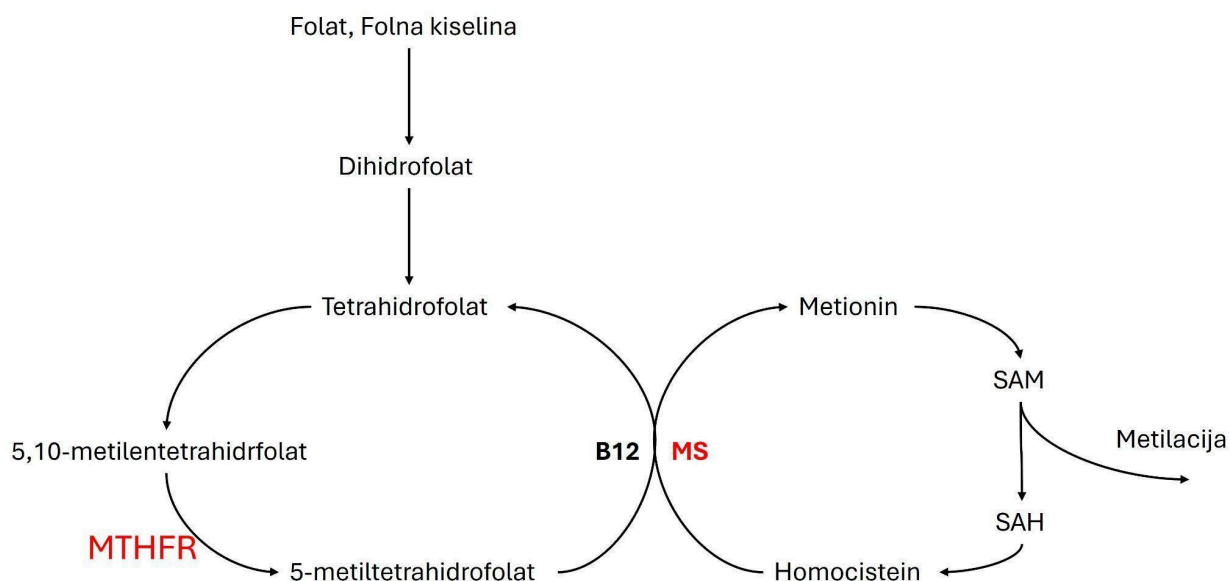 Folat, Folna kiselina
Dihidrofolat
Tetrahidrofolat
Metionin
SAM
5,10-metilentetrahidrfolat
B12
MS
Metilacija
SAH
MTHFR
5-metiltetrahidrofolat
Homocistein